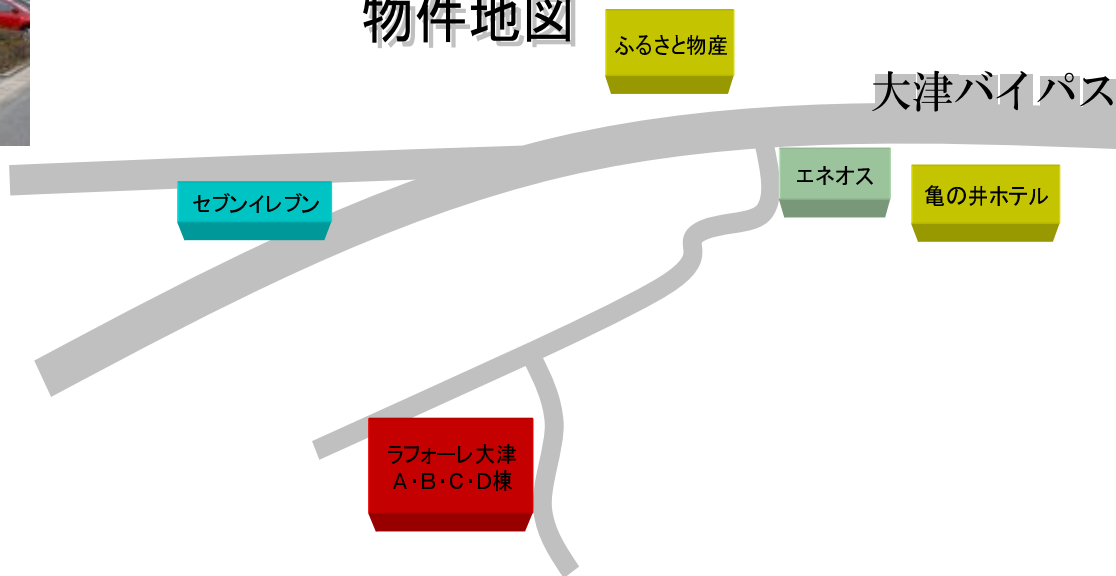 物件地図
ふるさと物産
大津バイパス
エネオス
亀の井ホテル
セブンイレブン
ラフォーレ大津
A・B・C・D棟